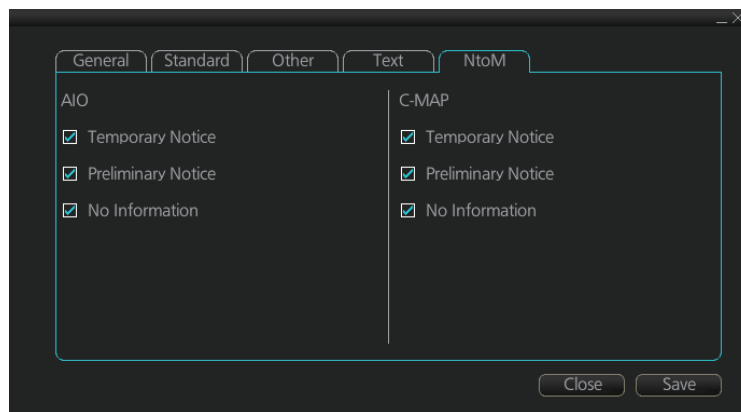 General Standard Other Text NtoM
AIO
Temporary Notice
Preliminary Notice
No Information
C-MAP
Temporary Notice
Preliminary Notice
No Information
Close Save